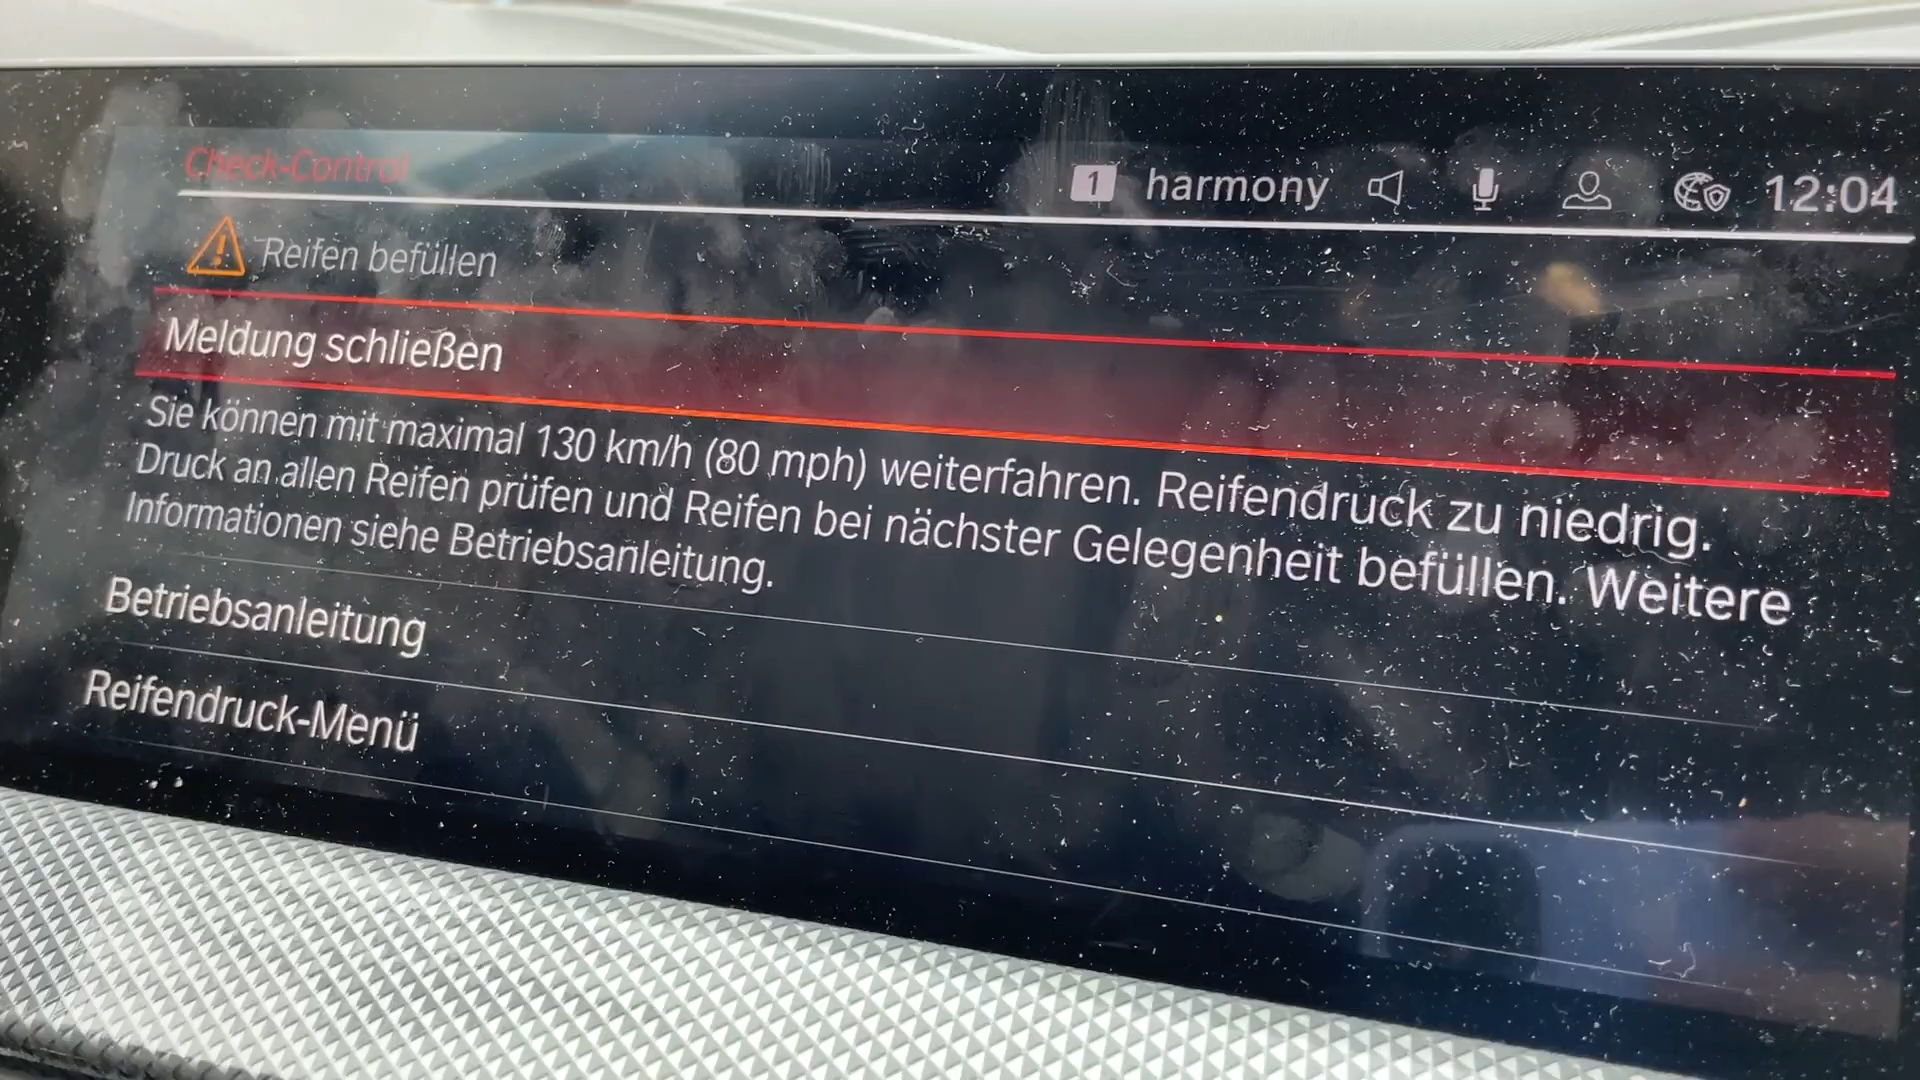 Check-Control
1 harmony 12:04
Reifen befüllen
Meldung schließen
Sie können mit maximal 130 km/h (80 mph) weiterfahren. Reifendruck zu niedrig.
Druck an allen Reifen prüfen und Reifen bei nächster Gelegenheit befüllen. Weitere
Informationen siehe Betriebsanleitung.
Betriebsanleitung
Reifendruck-Menü